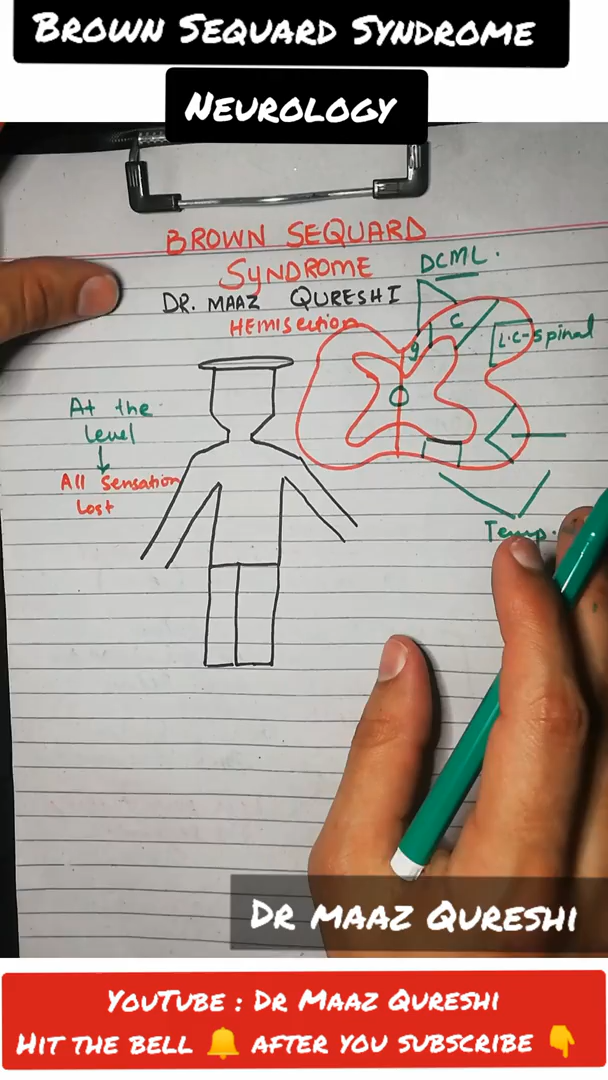 BROWN SEQUARD SYNDROME
NEUROLOGY
BROWN SEQUARD
SYNDROME
DR. MAAZ QURESHI
HEMISECTION
DCML.
g
C
L.C-Spinal
At the
level
All Sensation
Lost
Temp.
DR MAAZ QURESHI
YOUTUBE : DR MAAZ QURESHI
HIT THE BELL 🔔 AFTER YOU SUBSCRIBE 👇